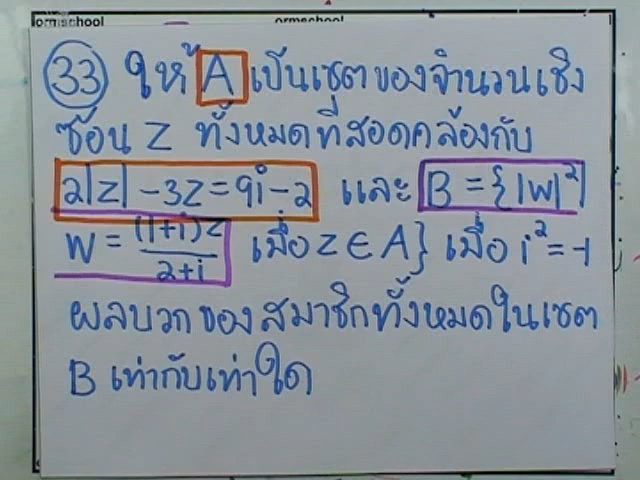 ormschool ormschool
33 ให้ A เป็นเซตของจำนวนเชิง
ซ้อน Z ทั้งหมดที่สอดคล้องกับ
2|Z| -3Z = 9i -2 และ B = {|W|²|
W = (1+i)Z/2+i เมื่อ Z ∈ A} เมื่อ i² = -1
ผลบวกของสมาชิกทั้งหมดในเซต
B เท่ากับเท่าใด